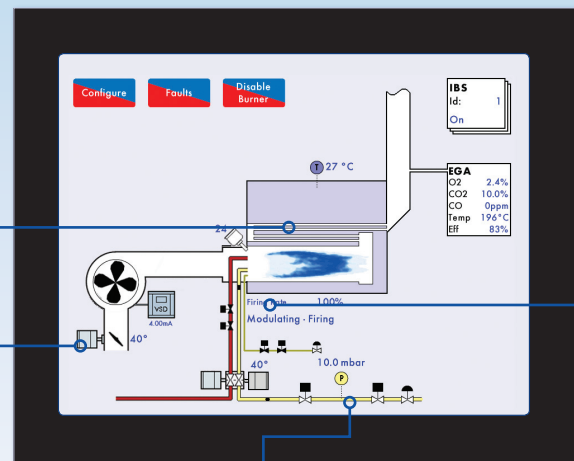 Configure
Faults
Disable
Burner
IBS
Id: 1
On
T 27 °C
EGA
O2 2.4%
CO2 10.0%
CO 0ppm
Temp 196°C
Eff 83%
24
VSD
4.00mA
40°
Firing Rate 100%
Modulating - Firing
40°
10.0 mbar
P